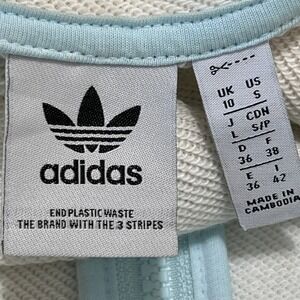 adidas
END PLASTIC WASTE
THE BRAND WITH THE 3 STRIPES
UK US
10 S
J CDN
L S/P
D F
36 38
E I
36 42
MADE IN
CAMBODIA